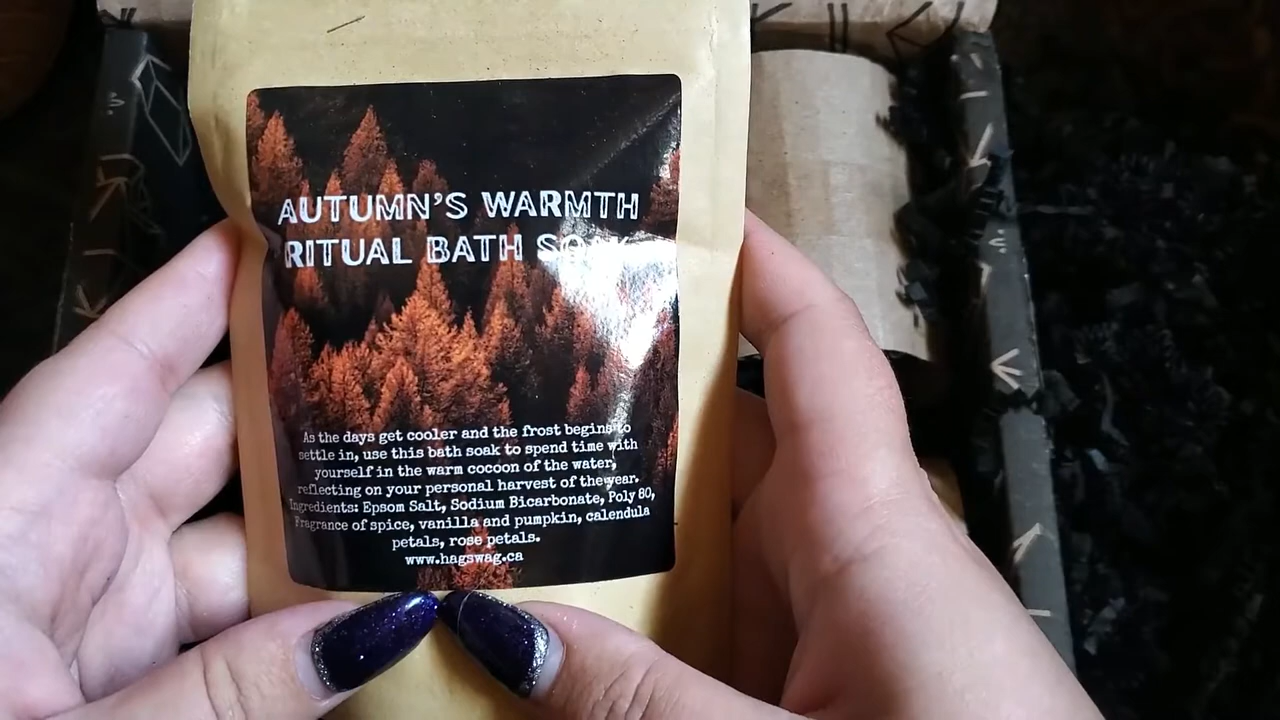 AUTUMN'S WARMTH
RITUAL BATH SOAK
As the days get cooler and the frost begins to
settle in, use this bath soak to spend time with
yourself in the warm cocoon of the water,
reflecting on your personal harvest of the year.
Ingredients: Epsom Salt, Sodium Bicarbonate, Poly 80,
Fragrance of spice, vanilla and pumpkin, calendula
petals, rose petals.
www.hagswag.ca